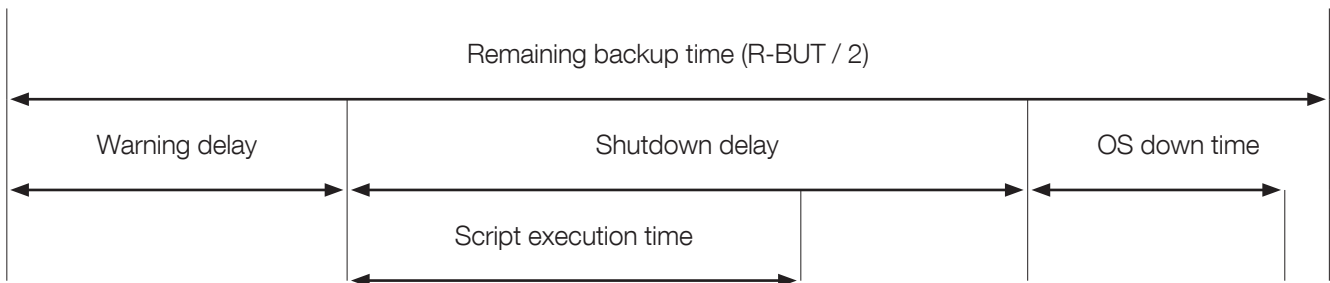 Remaining backup time (R-BUT / 2)
Warning delay
Shutdown delay
OS down time
Script execution time